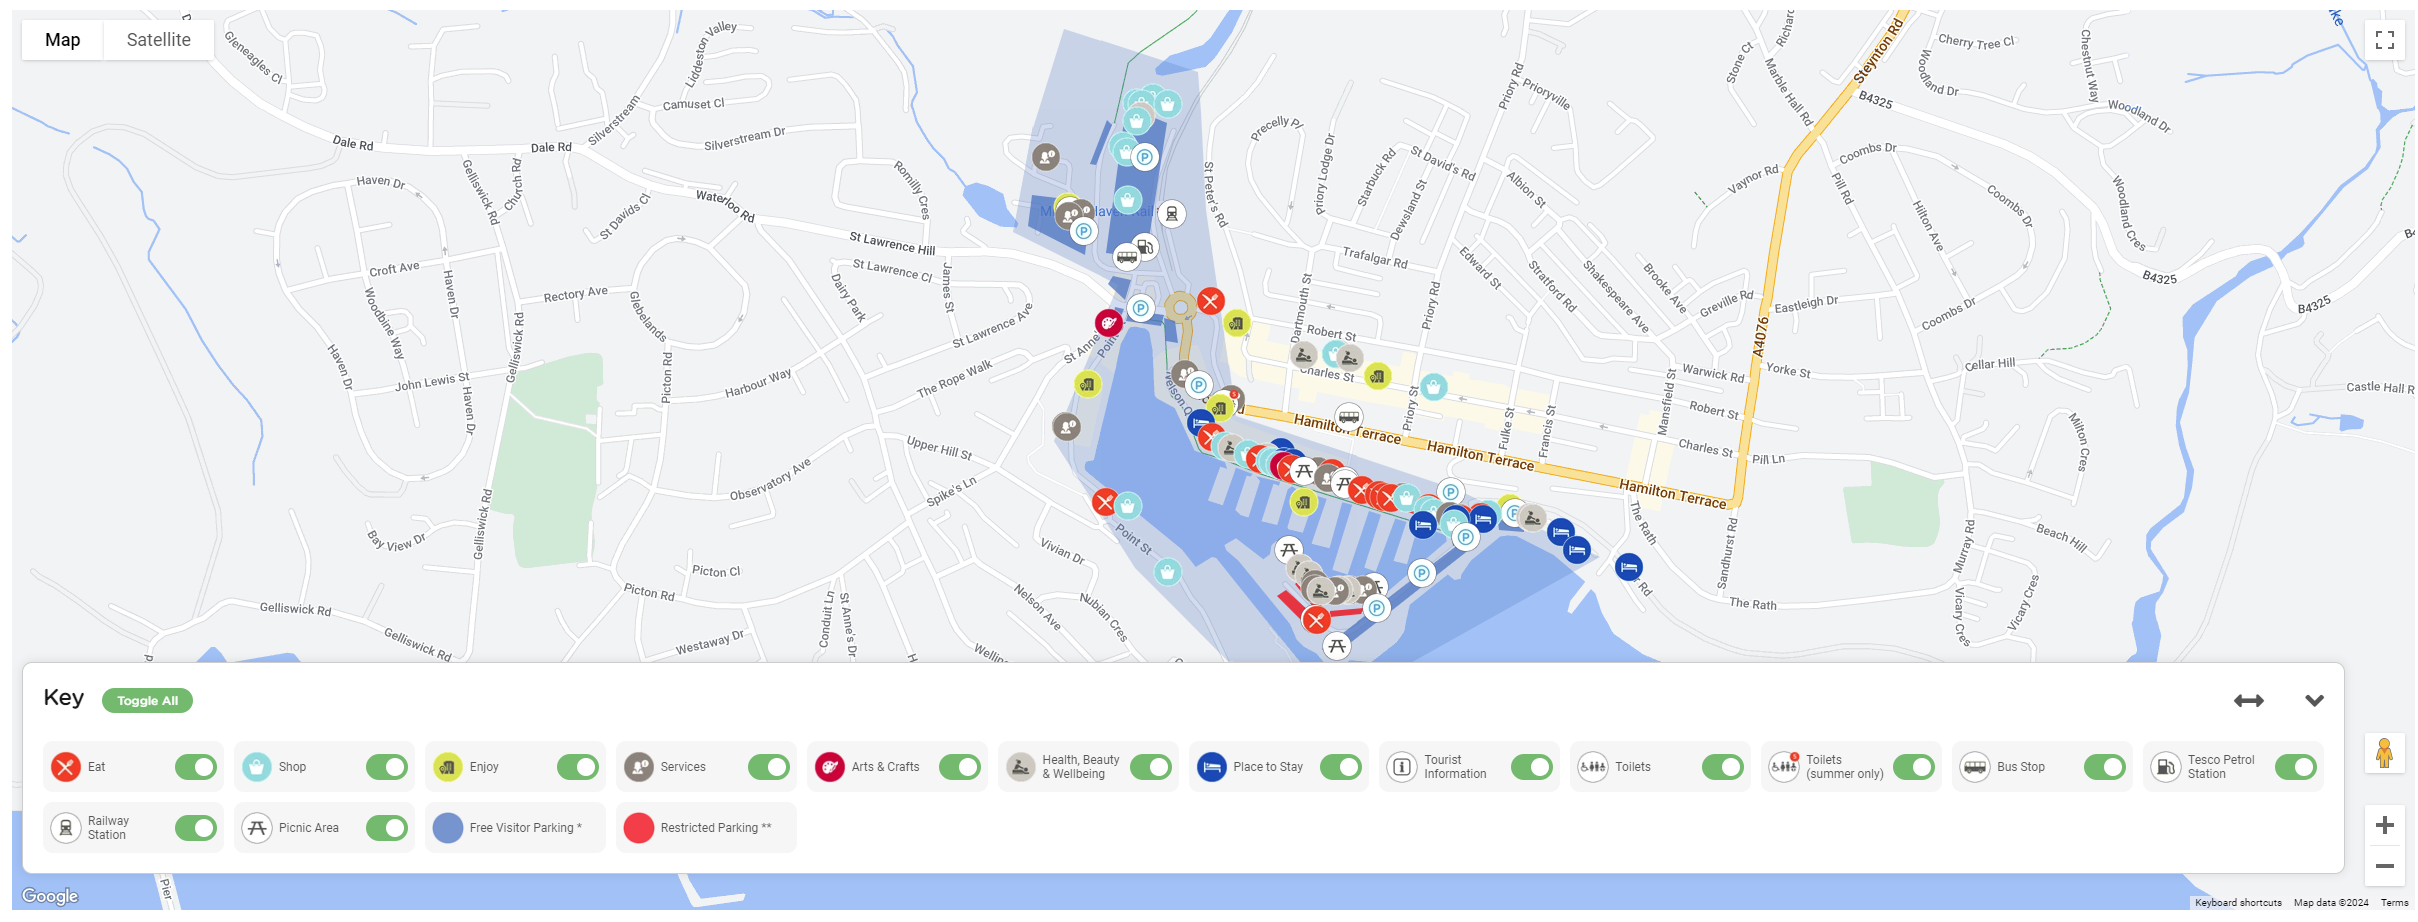 Map
Satellite
Gleneagles Cl
Liddeston Valley
Camuset Cl
Silverstream
Silverstream Dr
Dale Rd
Dale Rd
Church Rd
Gelliswick Rd
Haven Dr
St Davids Cl
Waterloo Rd
Romilly Cres
St Lawrence Hill
St Lawrence Cl
James St
Dairy Park
Croft Ave
Haven Dr
Woodbine Way
Rectory Ave
Glebelands
Gelliswick Rd
Haven Dr
John Lewis St
Haven Dr
Picton Rd
Harbour Way
The Rope Walk
St Lawrence Ave
St Anne
Upper Hill St
Observatory Ave
Spike's Ln
Gelliswick Rd
Bay View Dr
Picton Cl
Picton Rd
Conduit Ln
St Anne's Dr
Westaway Dr
Gelliswick Rd
Gelliswick Rd
Point St
Vivian Dr
Nelson Ave
Nubian Cres
St Peter's Rd
Precelly Pl
Priory Lodge Dr
Starbuck Rd
St David's Rd
Dewsland St
Priory Rd
Prioryville
Albion St
Trafalgar Rd
Edward St
Stratford Rd
Shakespeare Ave
Brooke Ave
Greville Rd
Dartmouth St
Priory Rd
Robert St
Charles St
Priory St
Hamilton Terrace
Hamilton Terrace
Hamilton Terrace
Fulke St
Francis St
Mansfield St
Warwick Rd
Yorke St
Robert St
Charles St
Pill Ln
A4076
Eastleigh Dr
Vaynor Rd
Pill Rd
Coombs Dr
Coombs Dr
Coombs Dr
Hilton Ave
Steynton Rd
Stone Ct
Marble Hall Rd
B4325
B4325
B4325
Woodland Dr
Woodland Dr
Woodland Cres
Cherry Tree Cl
Chestnut Way
Cellar Hill
Castle Hall R
Milton Cres
Beach Hill
Murray Rd
Vicary Cres
Vicary Cres
The Rath
The Rath
Sandhurst Rd
Key
Toggle All
Eat
Shop
Enjoy
Services
Arts & Crafts
Health, Beauty
& Wellbeing
Place to Stay
Tourist
Information
Toilets
Toilets
(summer only)
Bus Stop
Tesco Petrol
Station
Railway
Station
Picnic Area
Free Visitor Parking *
Restricted Parking **
Pier
Google
Keyboard shortcuts
Map data ©2024
Terms